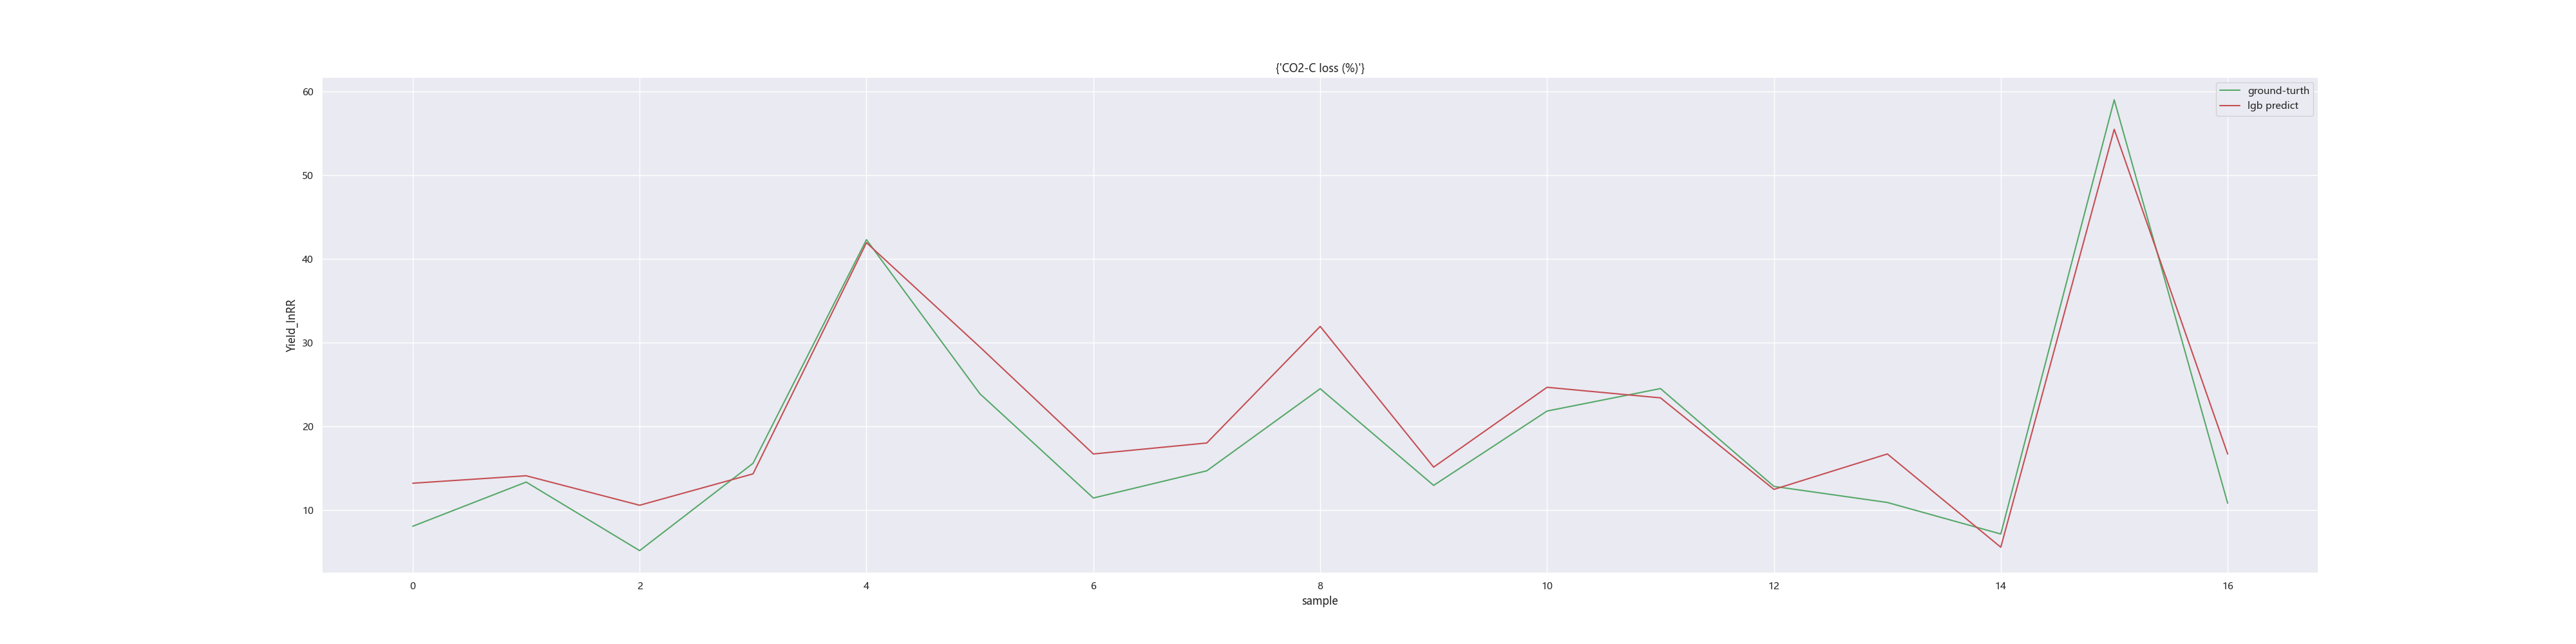 {'CO2-C loss (%)'}
ground-turth
lgb predict
60
50
40
30
20
10
Yield_lnRR
0 2 4 6 8 10 12 14 16
sample